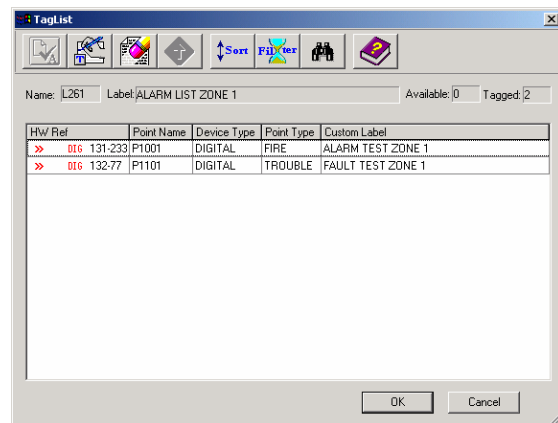 TagList
Sort Filter
Name: L261 Label: ALARM LIST ZONE 1 Available: 0 Tagged: 2
HW Ref Point Name Device Type Point Type Custom Label
» DIG 131-233 P1001 DIGITAL FIRE ALARM TEST ZONE 1
» DIG 132-77 P1101 DIGITAL TROUBLE FAULT TEST ZONE 1
OK Cancel